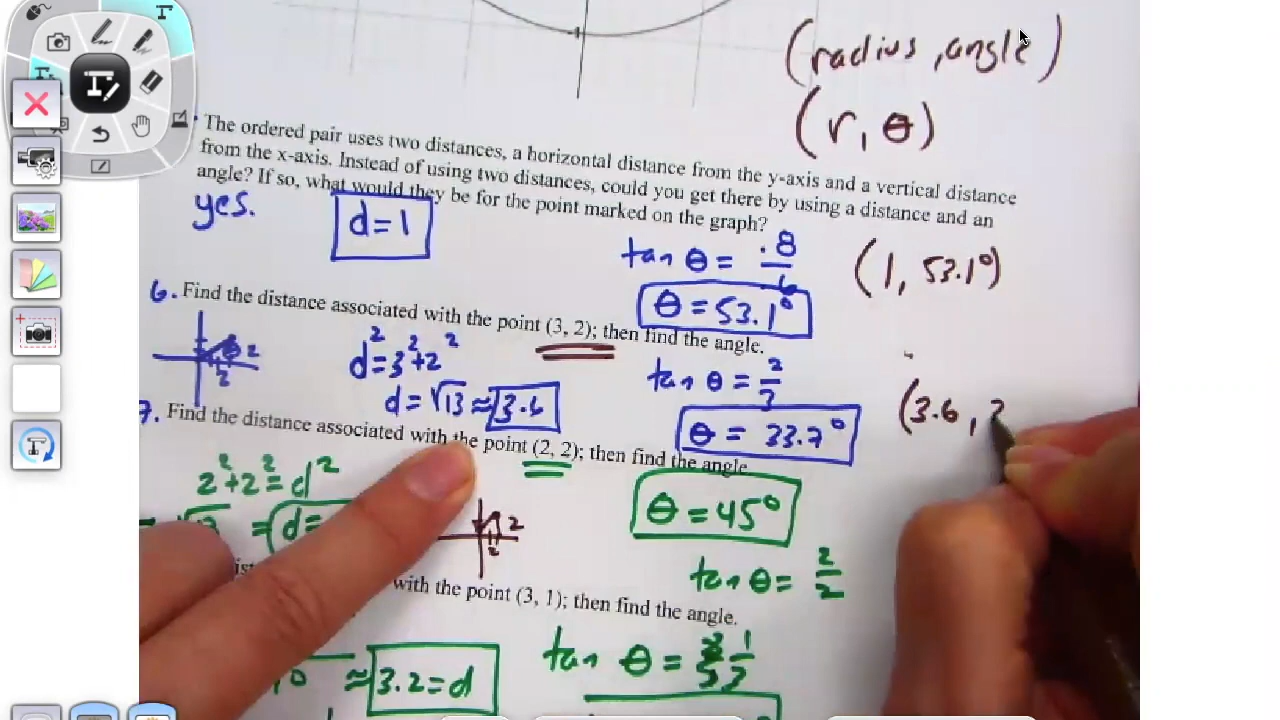 (radius, angle)
(r, θ)
The ordered pair uses two distances, a horizontal distance from the y-axis and a vertical distance
from the x-axis. Instead of using two distances, could you get there by using a distance and an
angle? If so, what would they be for the point marked on the graph?
yes.
d=1
tan θ = .8/.6
θ = 53.1°
(1, 53.1°)
6. Find the distance associated with the point (3, 2); then find the angle.
2
d²=3²+2²
d=√13≈3.6
tan θ = 2/3
θ = 33.7°
(3.6, 3
7. Find the distance associated with the point (2, 2); then find the angle.
2²+2²=d²
=
d=
2
2
θ=45°
tan θ = 2/2
with the point (3, 1); then find the angle.
tan θ = 1/3
≈3.2=d